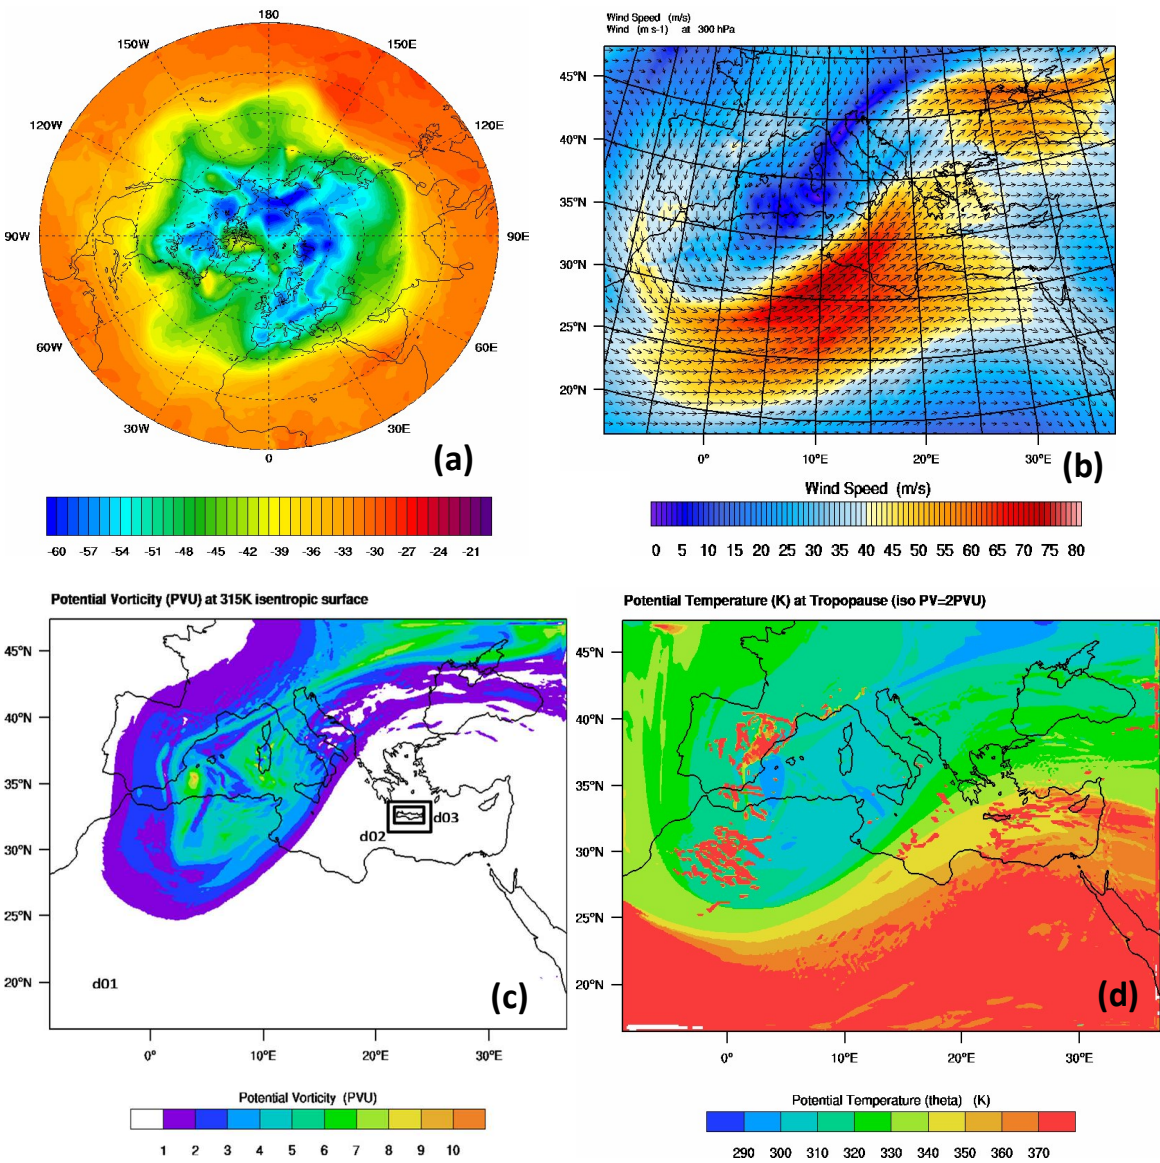 180
150W
150E
120W
120E
90W
90E
60W
60E
30W
30E
0
(a)
-60 -57 -54 -51 -48 -45 -42 -39 -36 -33 -30 -27 -24 -21
Wind Speed (m/s)
Wind (m s-1) at 300 hPa
45°N
40°N
35°N
30°N
25°N
20°N
0° 10°E 20°E 30°E
(b)
Wind Speed (m/s)
0 5 10 15 20 25 30 35 40 45 50 55 60 65 70 75 80
Potential Vorticity (PVU) at 315K isentropic surface
45°N
40°N
35°N
30°N
25°N
20°N
d03
d02
d01
(c)
0° 10°E 20°E 30°E
Potential Vorticity (PVU)
1 2 3 4 5 6 7 8 9 10
Potential Temperature (K) at Tropopause (iso PV=2PVU)
45°N
40°N
35°N
30°N
25°N
20°N
(d)
0° 10°E 20°E 30°E
Potential Temperature (theta) (K)
290 300 310 320 330 340 350 360 370